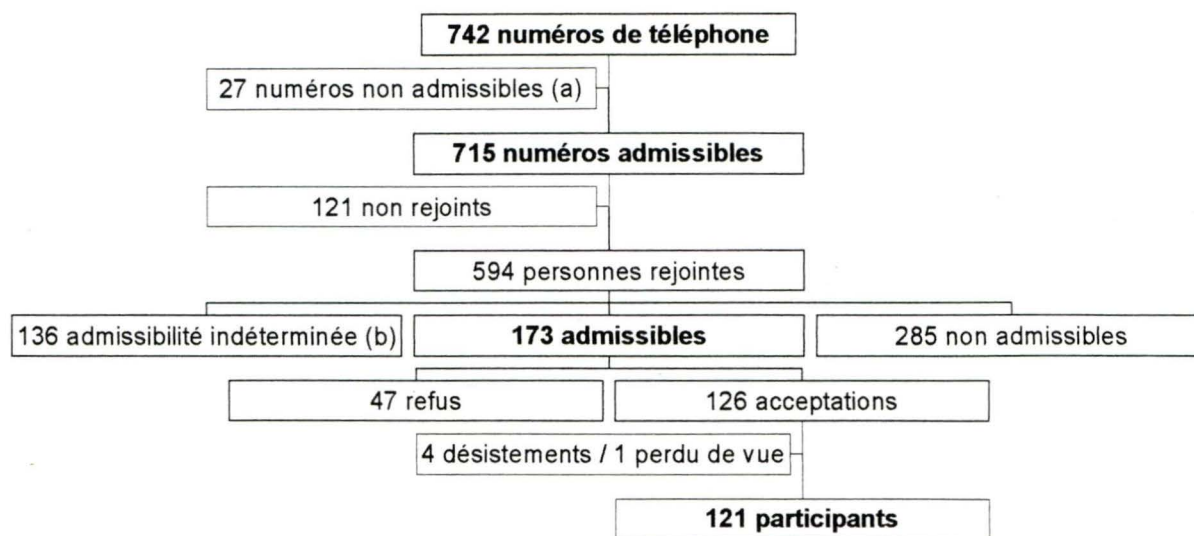 742 numéros de téléphone
27 numéros non admissibles (a)
715 numéros admissibles
121 non rejoints
594 personnes rejointes
136 admissibilité indéterminée (b)
173 admissibles
285 non admissibles
47 refus
126 acceptations
4 désistements / 1 perdu de vue
121 participants